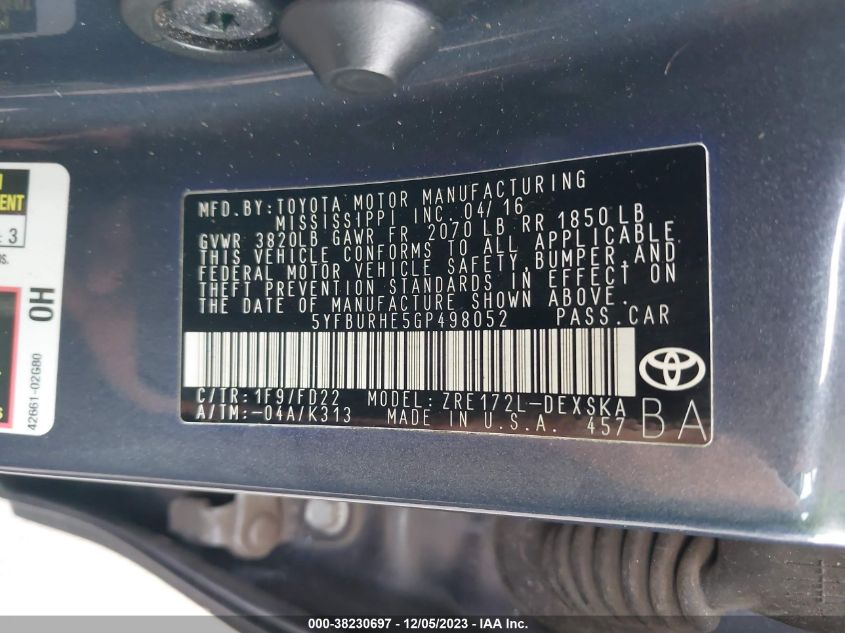 MFD. BY: TOYOTA MOTOR MANUFACTURING
MISSISSIPPI INC. 04/16
GVWR 3820LB GAWR FR 2070 LB RR 1850 LB
THIS VEHICLE CONFORMS TO ALL APPLICABLE
FEDERAL MOTOR VEHICLE SAFETY, BUMPER, AND
THEFT PREVENTION STANDARDS IN EFFECT ON
THE DATE OF MANUFACTURE SHOWN ABOVE.
5YFBURHE5GP498052 PASS. CAR
C/TR: 1F9/FD22 MODEL: ZRE172L-DEXSKA
A/TM: -04A/K313 MADE IN U.S.A. 457
BA
3
OH
42661-02G80
000-38230697 - 12/05/2023 - IAA Inc.